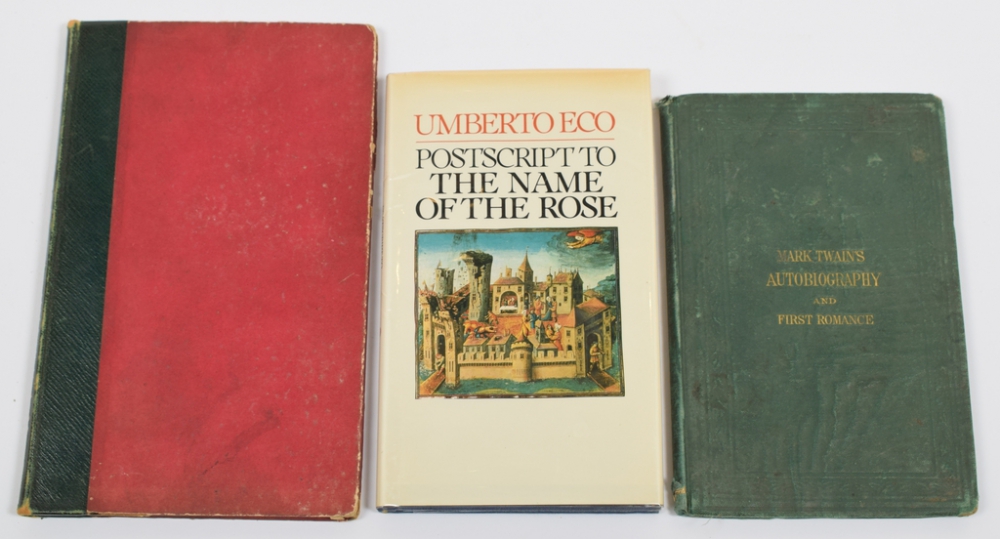 UMBERTO ECO
POSTSCRIPT TO
THE NAME
OF THE ROSE
MARK TWAIN'S
AUTOBIOGRAPHY
AND
FIRST ROMANCE